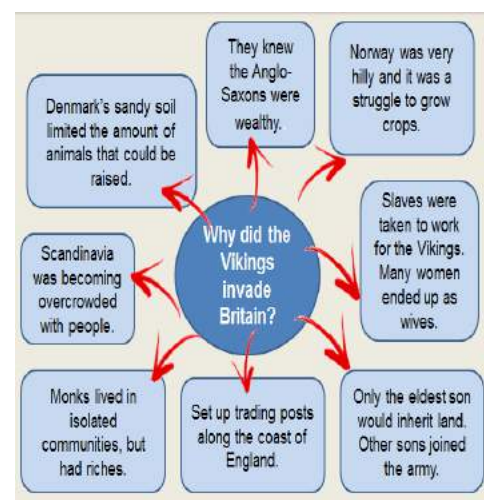 They knew
the Anglo-
Saxons were
wealthy.
Norway was very
hilly and it was a
struggle to grow
crops.
Denmark's sandy soil
limited the amount of
animals that could be
raised.
Slaves were
taken to work
for the Vikings.
Many women
ended up as
wives.
Why did the
Vikings
invade
Britain?
Scandinavia
was becoming
overcrowded
with people.
Monks lived in
isolated
communities, but
had riches.
Set up trading posts
along the coast of
England.
Only the eldest son
would inherit land.
Other sons joined
the army.